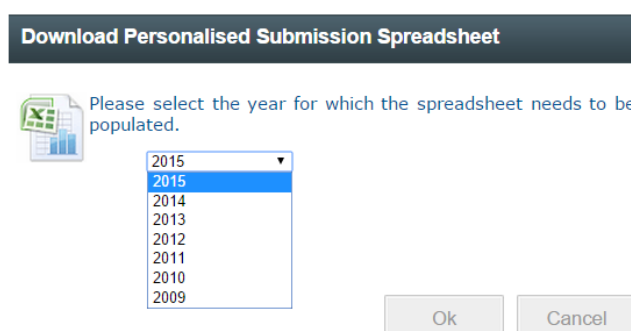 Download Personalised Submission Spreadsheet
Please select the year for which the spreadsheet needs to be
populated.
2015
2015
2014
2013
2012
2011
2010
2009
Ok Cancel